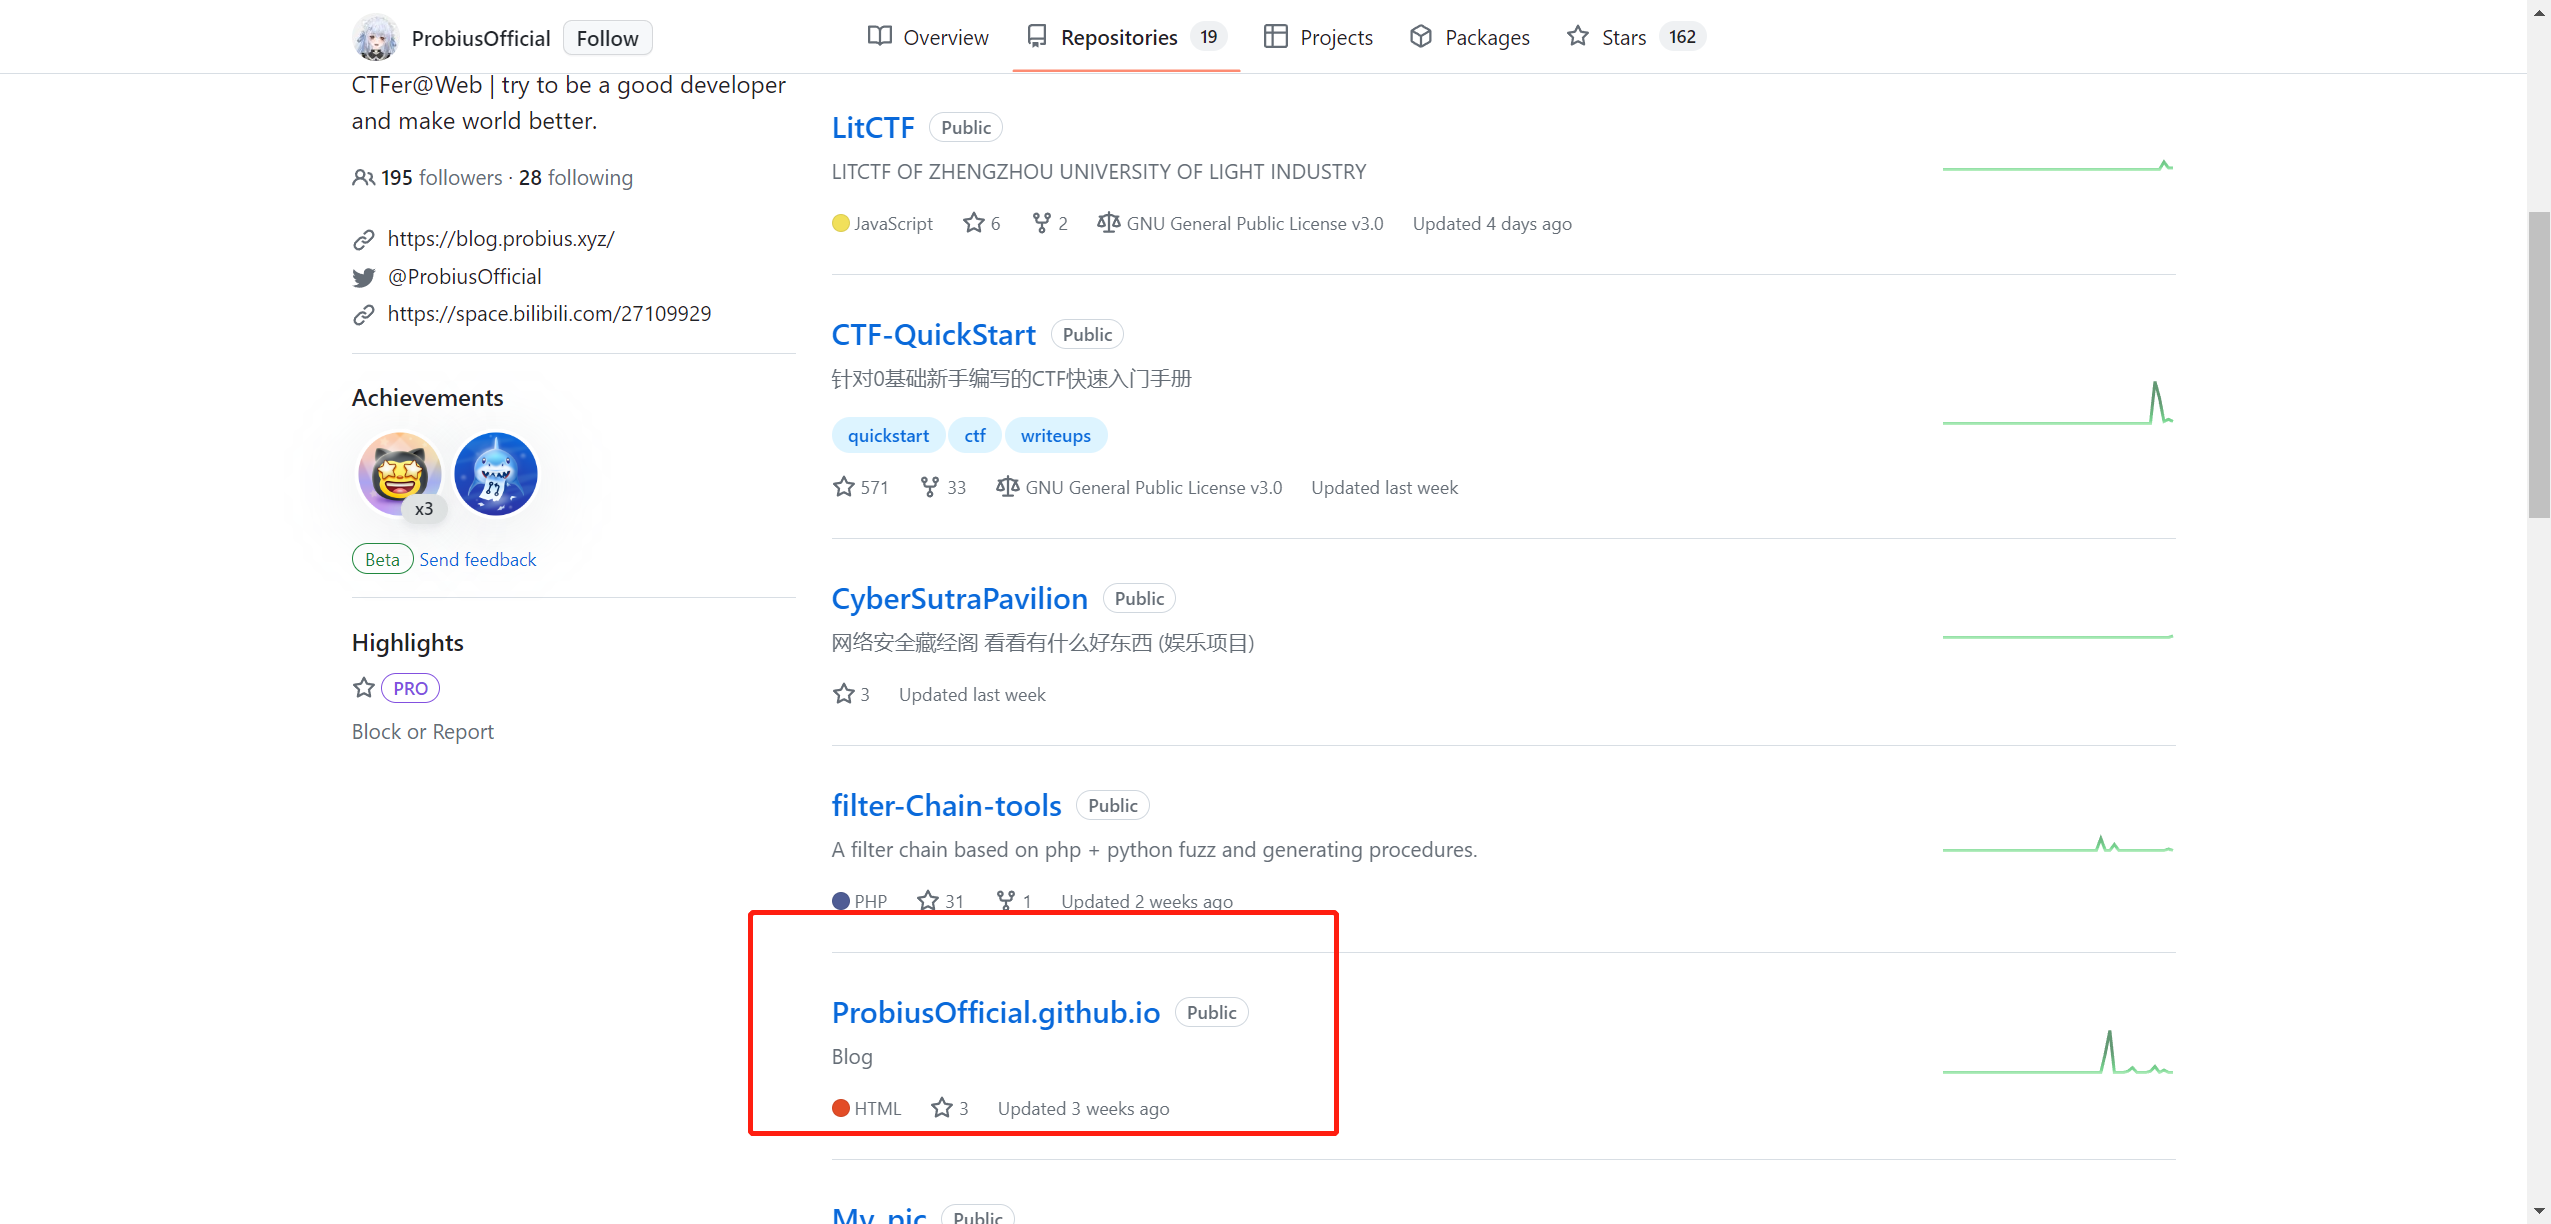 ProbiusOfficial Follow
Overview Repositories 19 Projects Packages Stars 162
CTFer@Web | try to be a good developer
and make world better.
195 followers · 28 following
https://blog.probius.xyz/
@ProbiusOfficial
https://space.bilibili.com/27109929
Achievements
x3
Beta Send feedback
Highlights
PRO
Block or Report
LitCTF Public
LITCTF OF ZHENGZHOU UNIVERSITY OF LIGHT INDUSTRY
JavaScript 6 2 GNU General Public License v3.0 Updated 4 days ago
CTF-QuickStart Public
针对0基础新手编写的CTF快速入门手册
quickstart ctf writeups
571 33 GNU General Public License v3.0 Updated last week
CyberSutraPavilion Public
网络安全藏经阁 看看有什么好东西 (娱乐项目)
3 Updated last week
filter-Chain-tools Public
A filter chain based on php + python fuzz and generating procedures.
PHP 31 1 Updated 2 weeks ago
ProbiusOfficial.github.io Public
Blog
HTML 3 Updated 3 weeks ago
My_pic Public